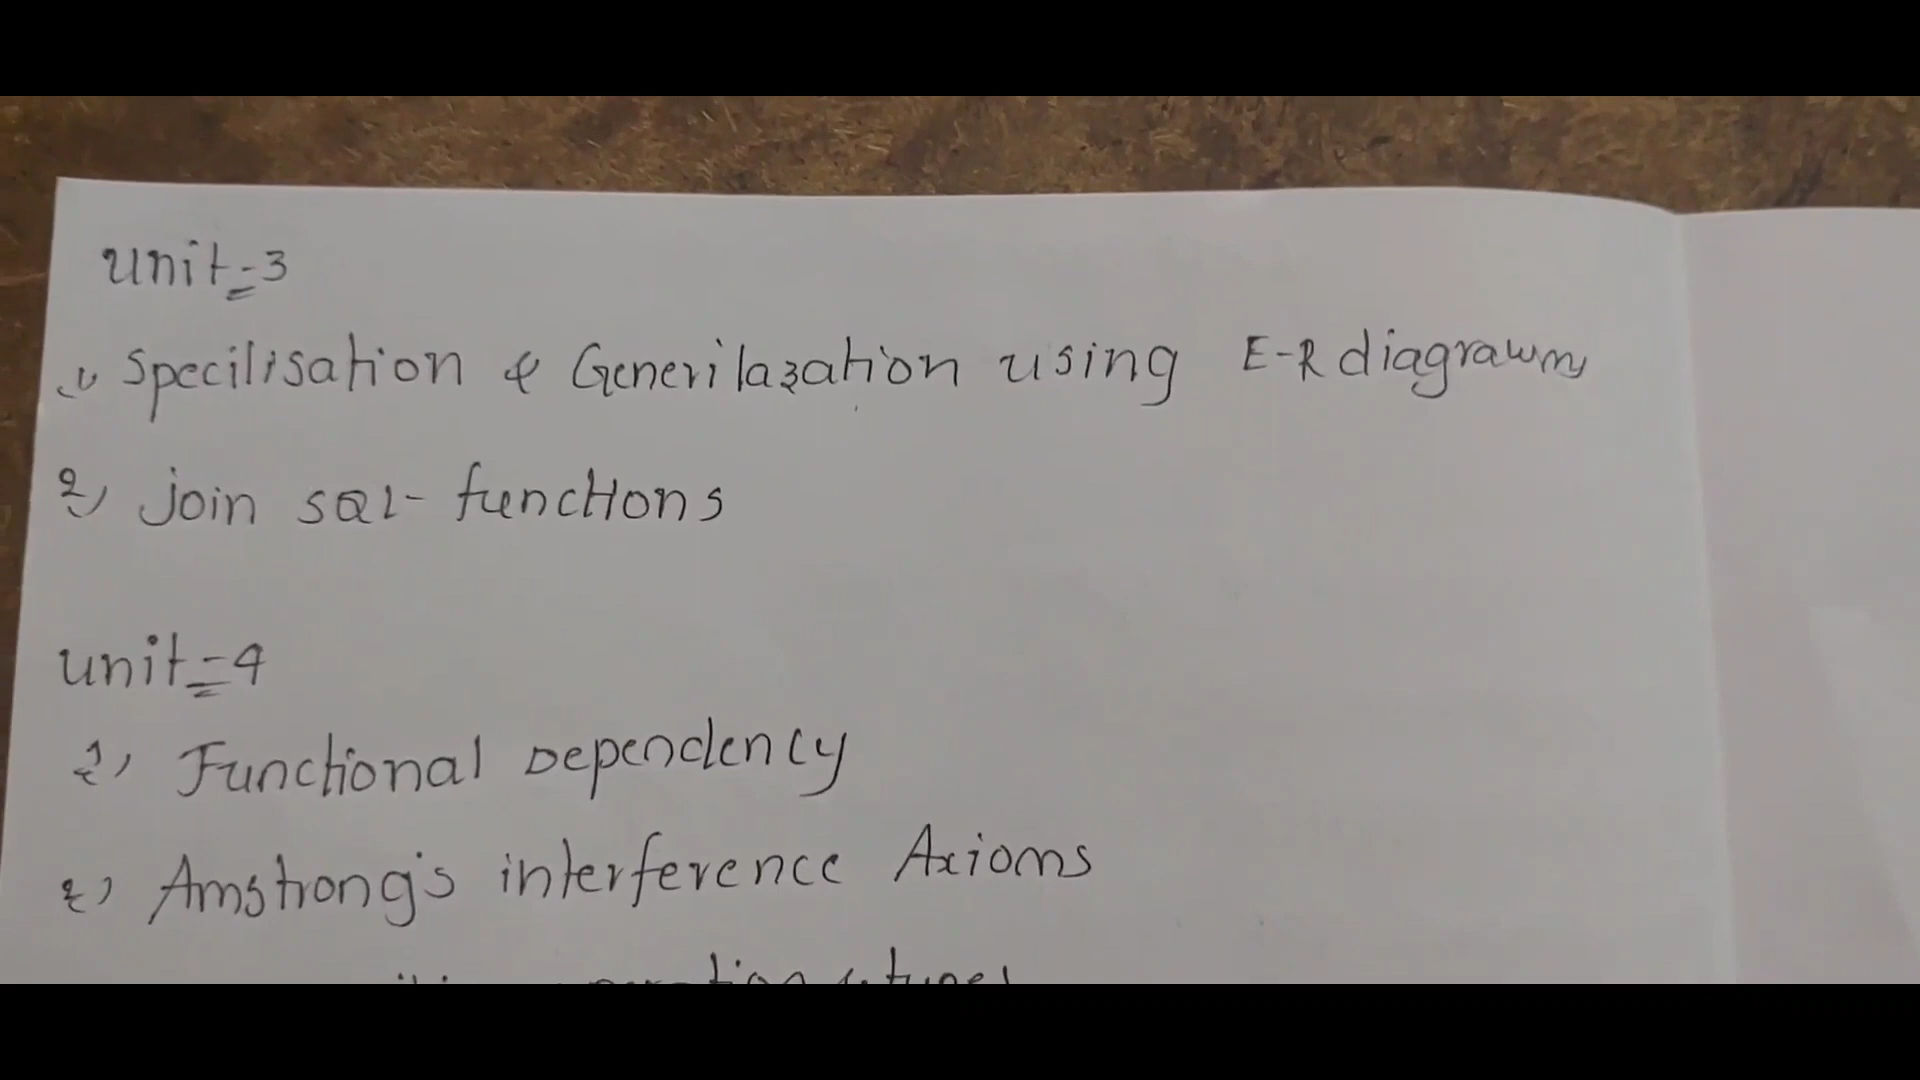 unit-3
1) Specilisation & Generilazation using E-R diagrawm
2) join SQL- functions
unit-4
1) Functional Dependency
2) Amstrong's interference Axioms